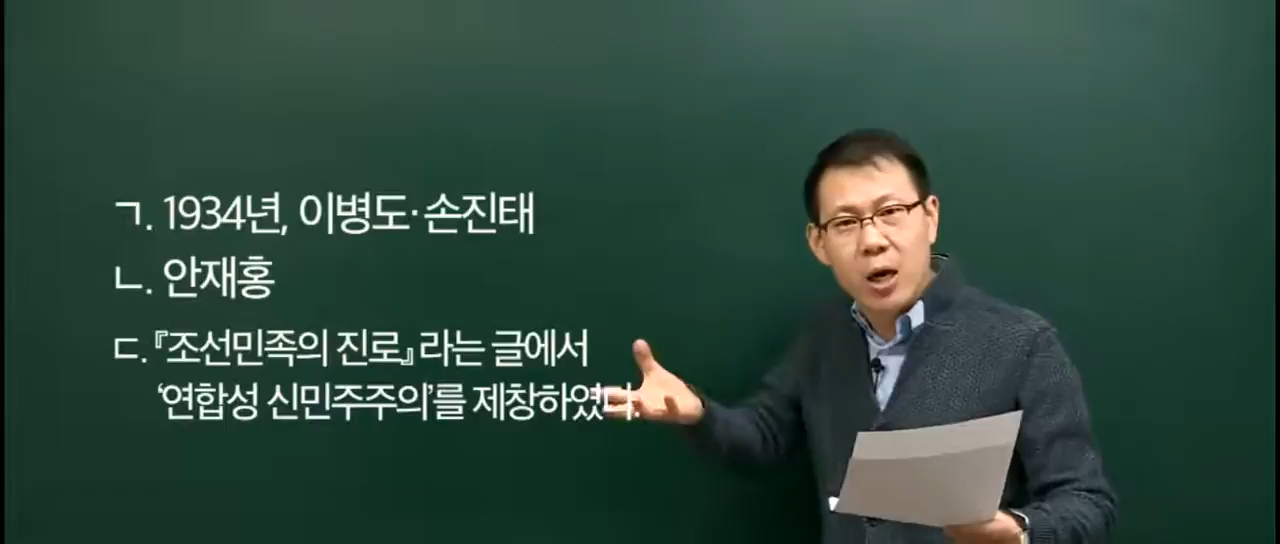 ㄱ. 1934년, 이병도·손진태
ㄴ. 안재홍
ㄷ.『조선민족의 진로』라는 글에서
‘연합성 신민주주의’를 제창하였다.